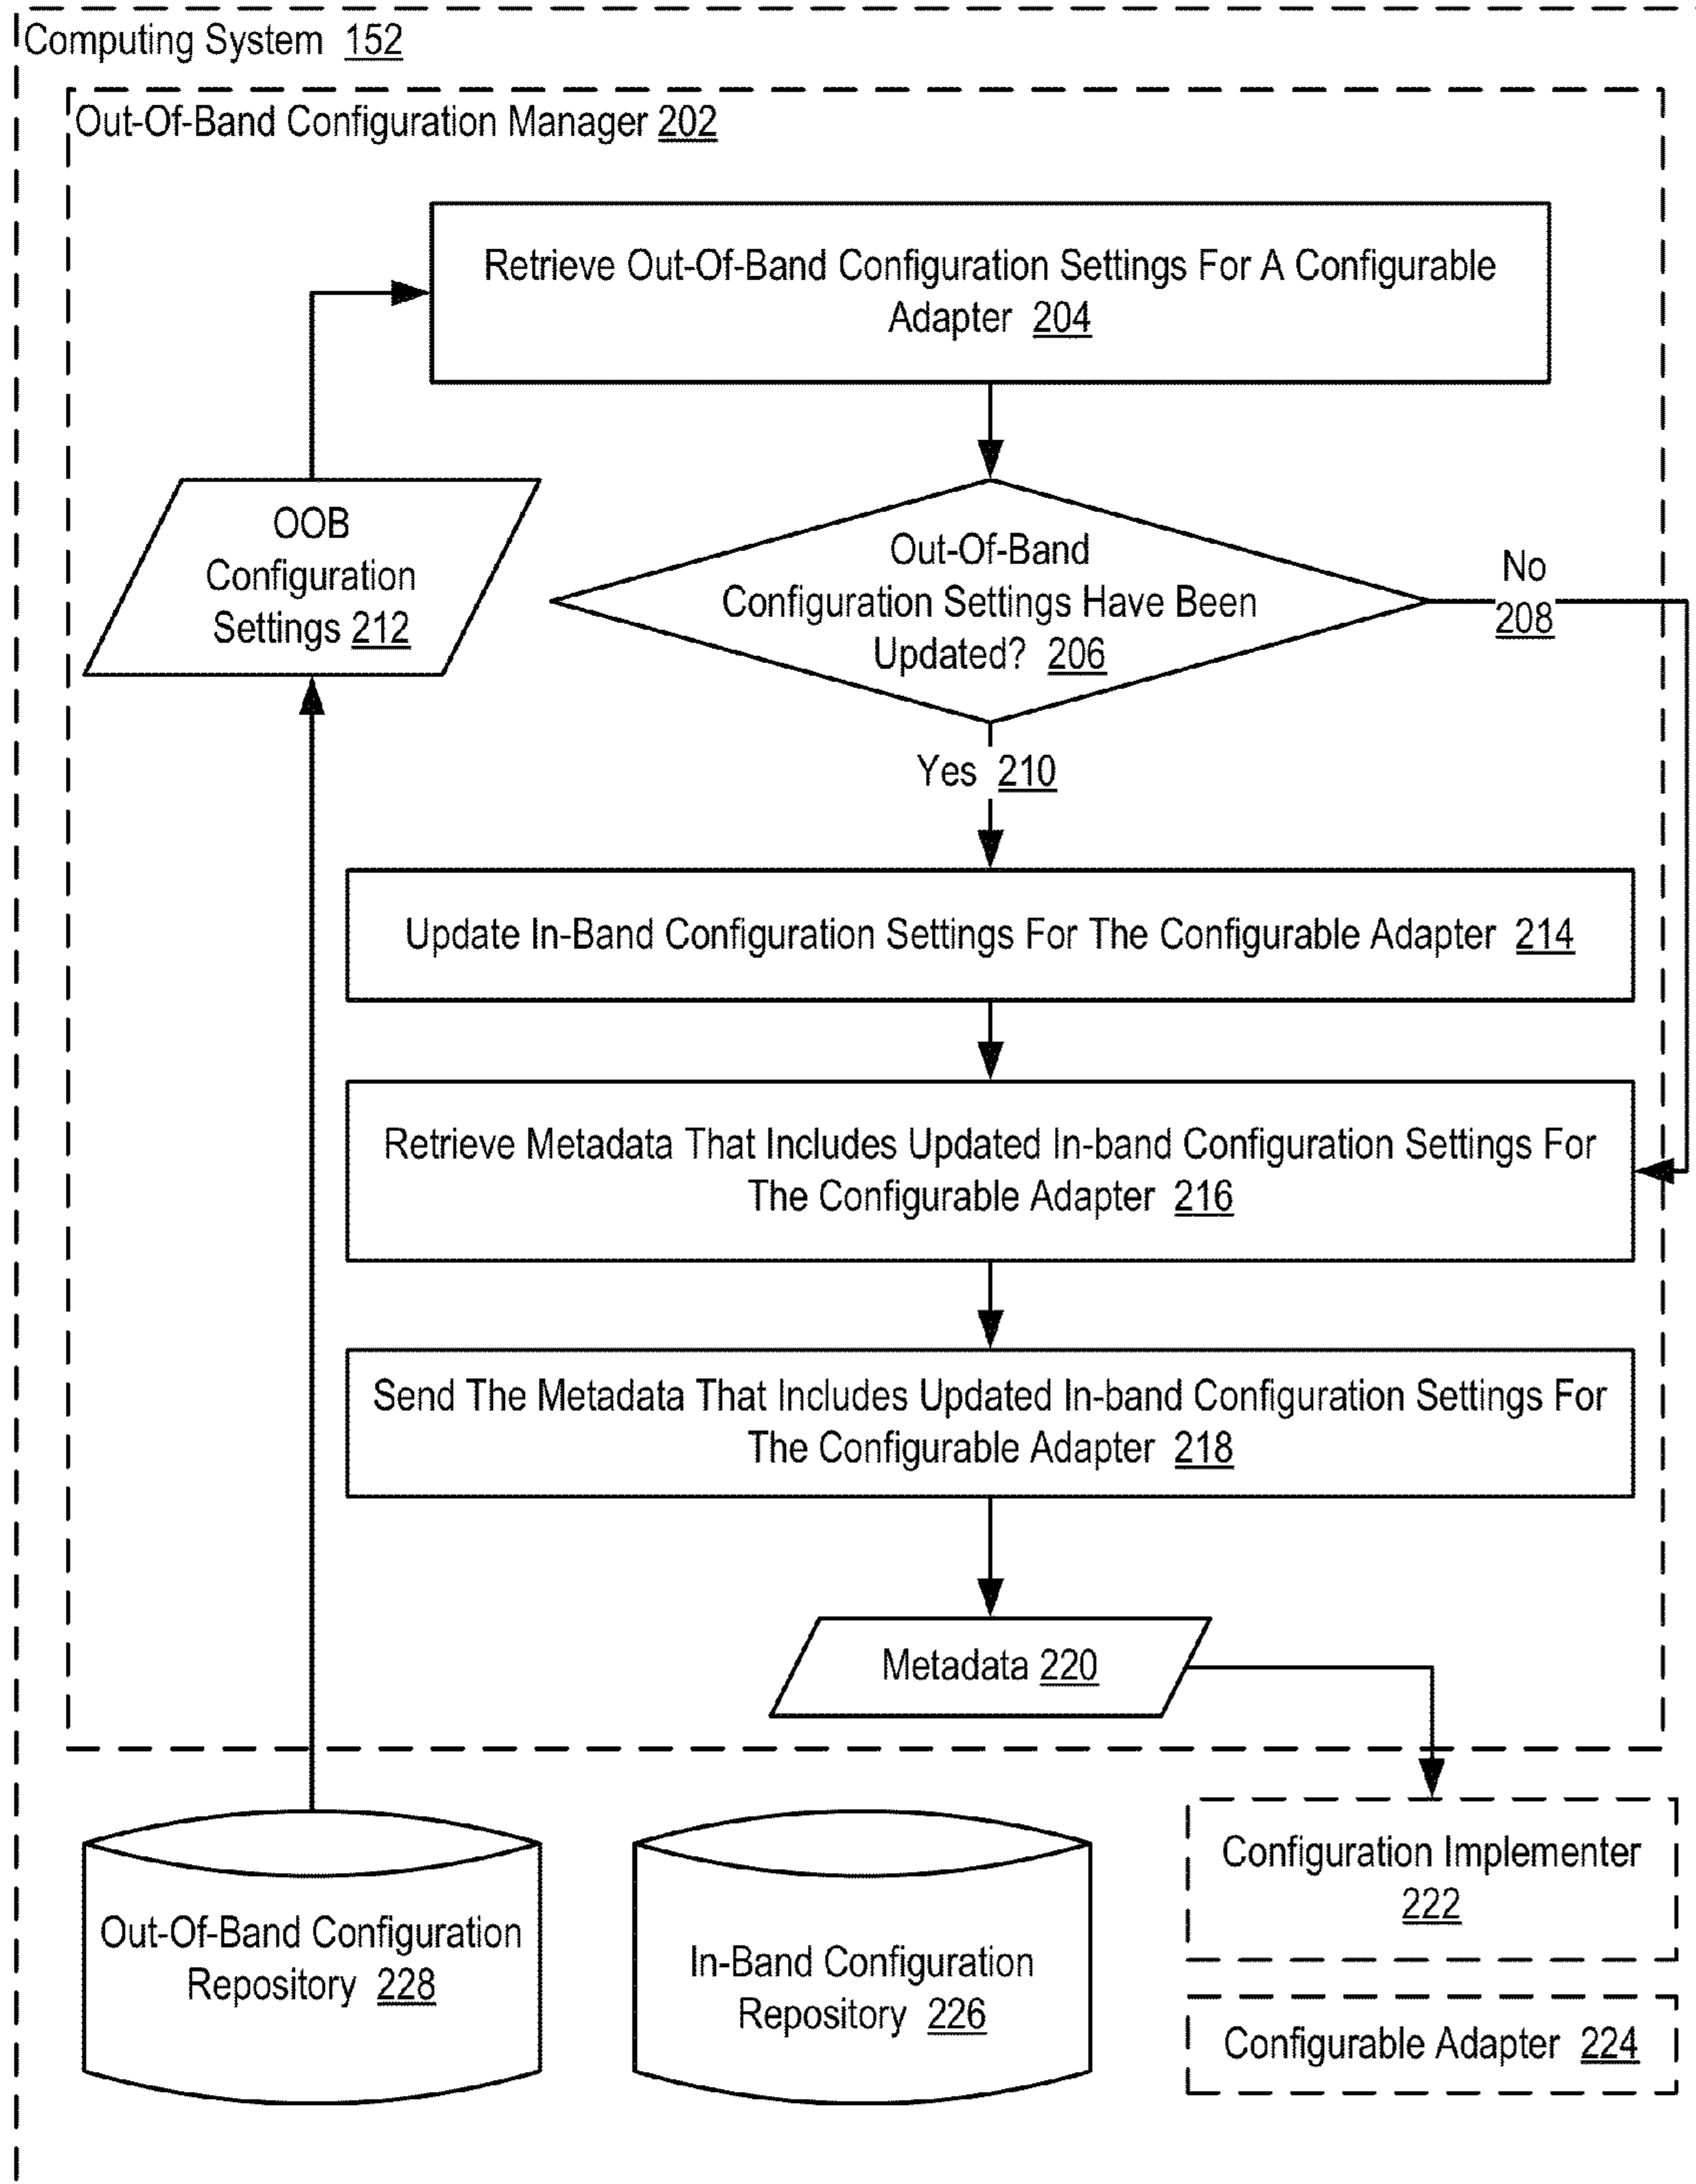 Computing System 152
Out-Of-Band Configuration Manager 202
Retrieve Out-Of-Band Configuration Settings For A Configurable
Adapter 204
OOB
Configuration
Settings 212
Out-Of-Band
Configuration Settings Have Been
Updated? 206
No
208
Yes 210
Update In-Band Configuration Settings For The Configurable Adapter 214
Retrieve Metadata That Includes Updated In-band Configuration Settings For
The Configurable Adapter 216
Send The Metadata That Includes Updated In-band Configuration Settings For
The Configurable Adapter 218
Metadata 220
Out-Of-Band Configuration
Repository 228
In-Band Configuration
Repository 226
Configuration Implementer
222
Configurable Adapter 224